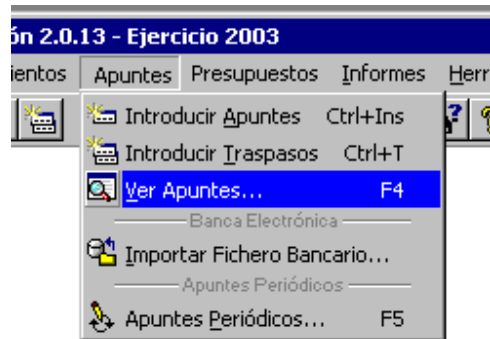 ón 2.0.13 - Ejercicio 2003
ientos Apuntes Presupuestos Informes Herr
Introducir Apuntes Ctrl+Ins
Introducir Traspasos Ctrl+T
Ver Apuntes... F4
Banca Electrónica
Importar Fichero Bancario...
Apuntes Periódicos
Apuntes Periódicos... F5